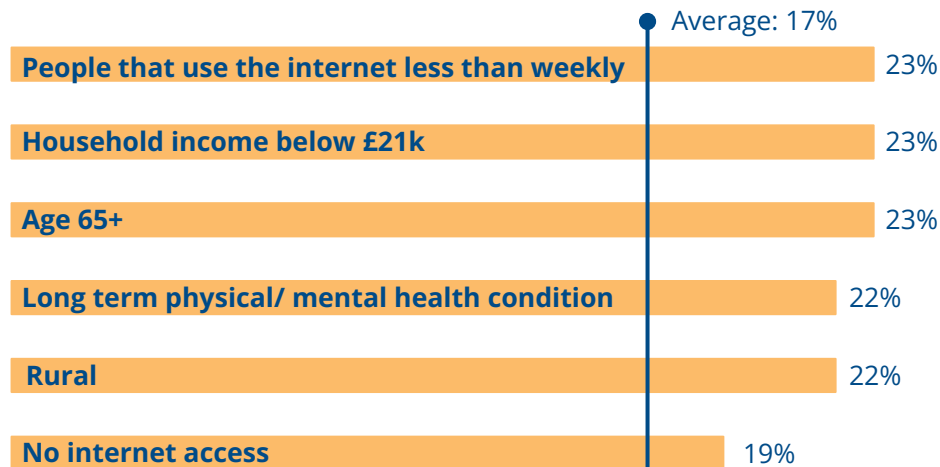 Average: 17%
People that use the internet less than weekly 23%
Household income below £21k 23%
Age 65+ 23%
Long term physical/ mental health condition 22%
Rural 22%
No internet access 19%